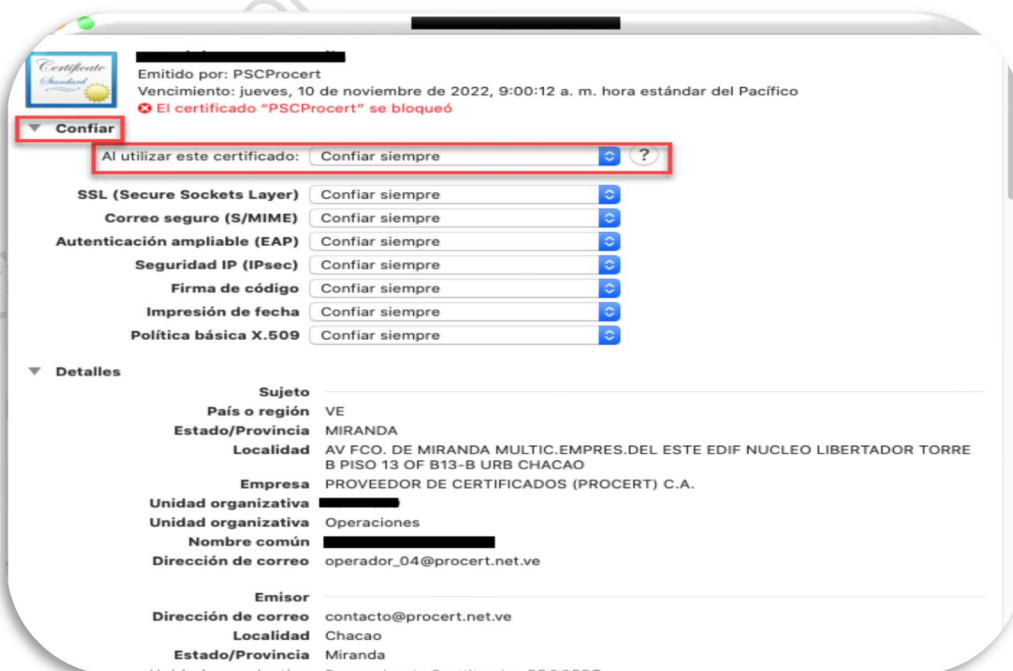 Certificate
Standard
Emitido por: PSCProcert
Vencimiento: jueves, 10 de noviembre de 2022, 9:00:12 a. m. hora estándar del Pacífico
El certificado "PSCProcert" se bloqueó
Confiar
Al utilizar este certificado: Confiar siempre ?
SSL (Secure Sockets Layer) Confiar siempre
Correo seguro (S/MIME) Confiar siempre
Autenticación ampliable (EAP) Confiar siempre
Seguridad IP (IPsec) Confiar siempre
Firma de código Confiar siempre
Impresión de fecha Confiar siempre
Política básica X.509 Confiar siempre
Detalles
Sujeto
País o región VE
Estado/Provincia MIRANDA
Localidad AV FCO. DE MIRANDA MULTIC.EMPRES.DEL ESTE EDIF NUCLEO LIBERTADOR TORRE
B PISO 13 OF B13-B URB CHACAO
Empresa PROVEEDOR DE CERTIFICADOS (PROCERT) C.A.
Unidad organizativa
Unidad organizativa Operaciones
Nombre común
Dirección de correo operador_04@procert.net.ve
Emisor
Dirección de correo contacto@procert.net.ve
Localidad Chacao
Estado/Provincia Miranda